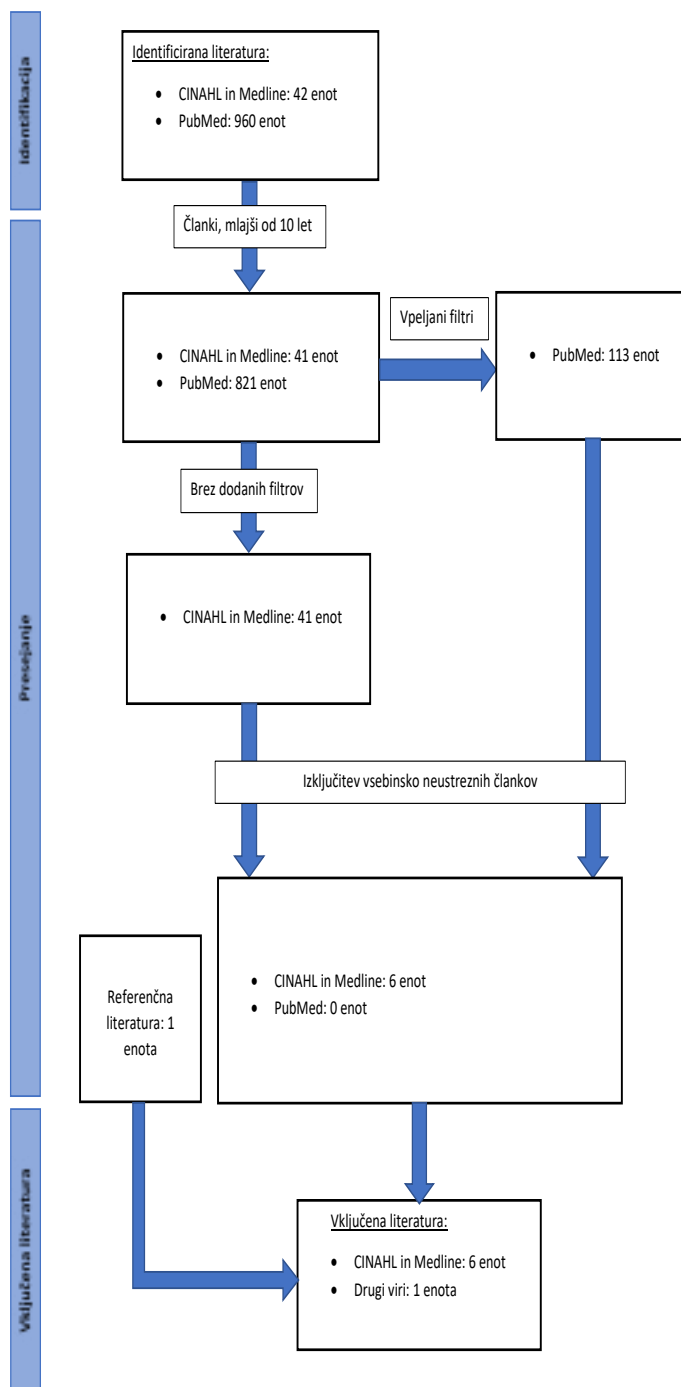 Identifikacija
Identificirana literatura:
• CINAHL in Medline: 42 enot
• PubMed: 960 enot
Članki, mlajši od 10 let
Presejanje
• CINAHL in Medline: 41 enot
• PubMed: 821 enot
Vpeljani filtri
• PubMed: 113 enot
Brez dodanih filtrov
• CINAHL in Medline: 41 enot
Izključitev vsebinsko neustreznih člankov
• CINAHL in Medline: 6 enot
• PubMed: 0 enot
Referenčna
literatura: 1
enota
Vključena literatura
Vključena literatura:
• CINAHL in Medline: 6 enot
• Drugi viri: 1 enota